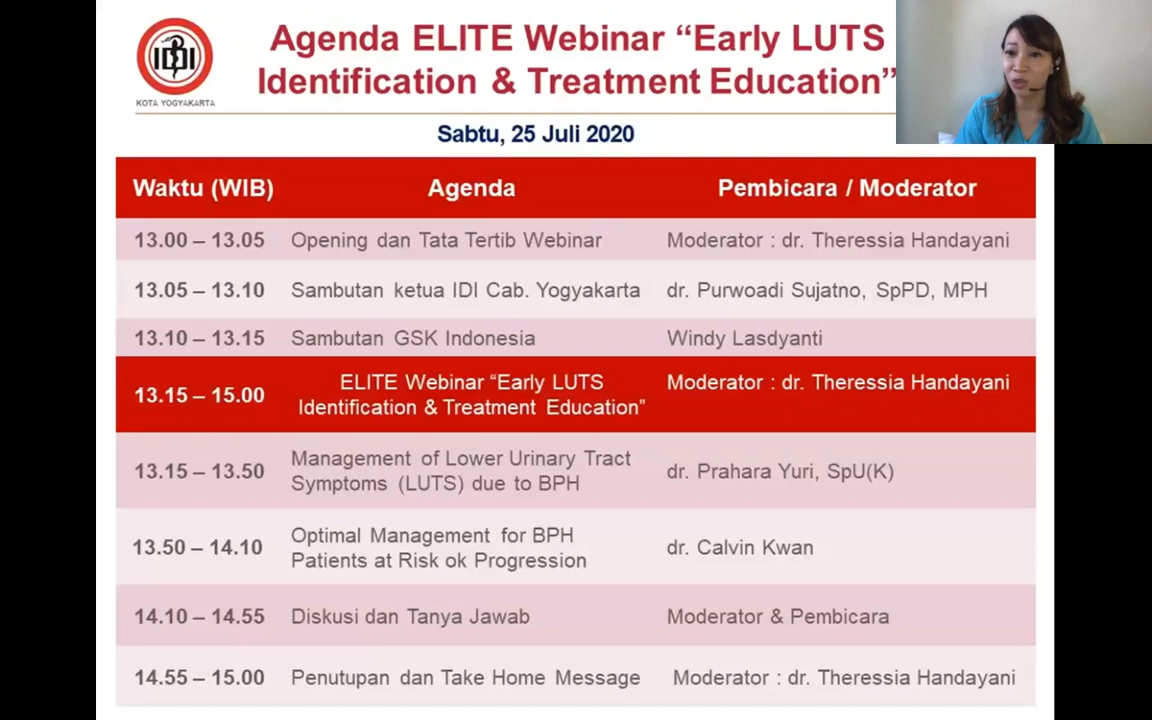 Agenda ELITE Webinar “Early LUTS
Identification & Treatment Education”
IDI
KOTA YOGYAKARTA
Sabtu, 25 Juli 2020
Waktu (WIB) Agenda Pembicara / Moderator
13.00 – 13.05 Opening dan Tata Tertib Webinar Moderator : dr. Theressia Handayani
13.05 – 13.10 Sambutan ketua IDI Cab. Yogyakarta dr. Purwoadi Sujatno, SpPD, MPH
13.10 – 13.15 Sambutan GSK Indonesia Windy Lasdyanti
13.15 – 15.00 ELITE Webinar “Early LUTS Moderator : dr. Theressia Handayani
Identification & Treatment Education”
13.15 – 13.50 Management of Lower Urinary Tract dr. Prahara Yuri, SpU(K)
Symptoms (LUTS) due to BPH
13.50 – 14.10 Optimal Management for BPH dr. Calvin Kwan
Patients at Risk ok Progression
14.10 – 14.55 Diskusi dan Tanya Jawab Moderator & Pembicara
14.55 – 15.00 Penutupan dan Take Home Message Moderator : dr. Theressia Handayani